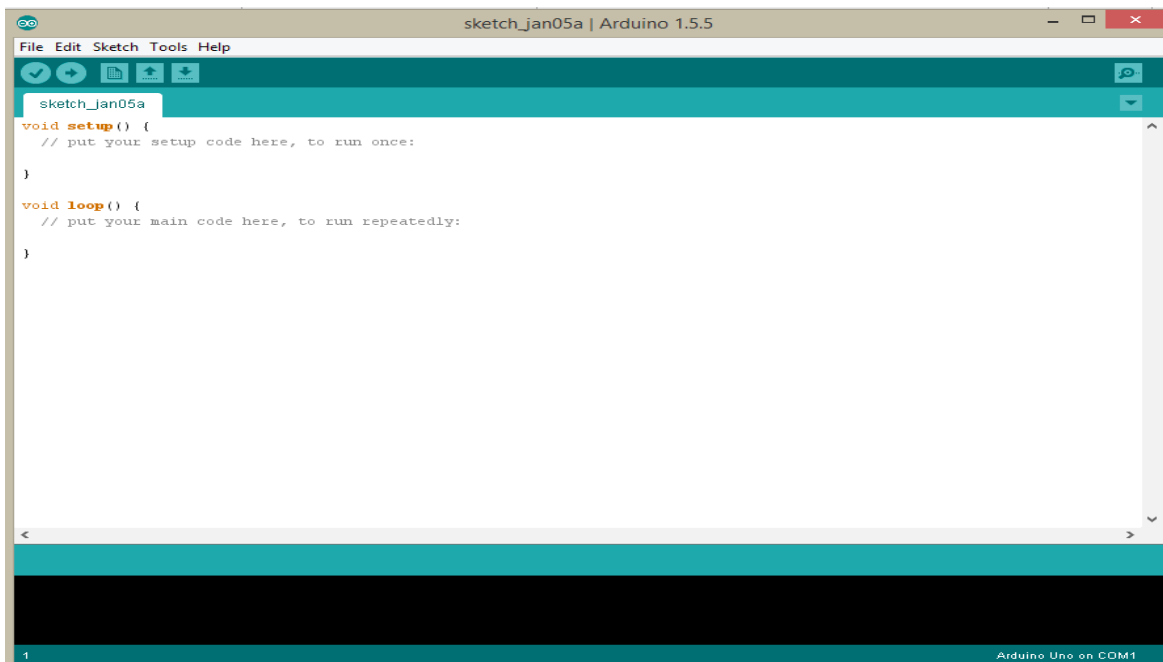 sketch_jan05a | Arduino 1.5.5
File Edit Sketch Tools Help
sketch_jan05a
void setup() {
  // put your setup code here, to run once:
}
void loop() {
  // put your main code here, to run repeatedly:
}
1
Arduino Uno on COM1